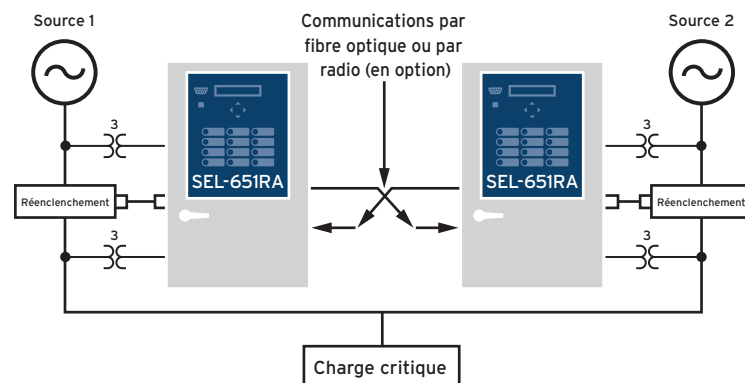 Source 1
Communications par
fibre optique ou par
radio (en option)
Source 2
3
3
SEL-651RA
SEL-651RA
Réenclenchement
Réenclenchement
3
3
Charge critique